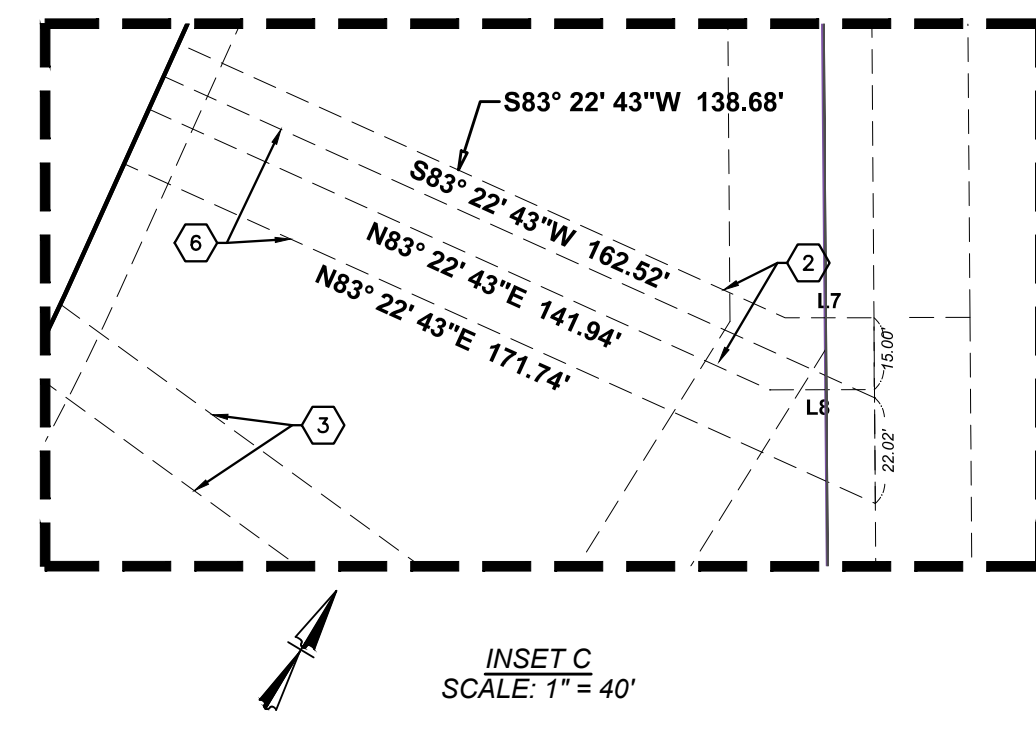 S83° 22' 43"W 138.68'
S83° 22' 43"W 162.52'
N83° 22' 43"E 141.94'
N83° 22' 43"E 171.74'
6
2
L7
15.00'
L8
3
22.02'
INSET C
SCALE: 1" = 40'